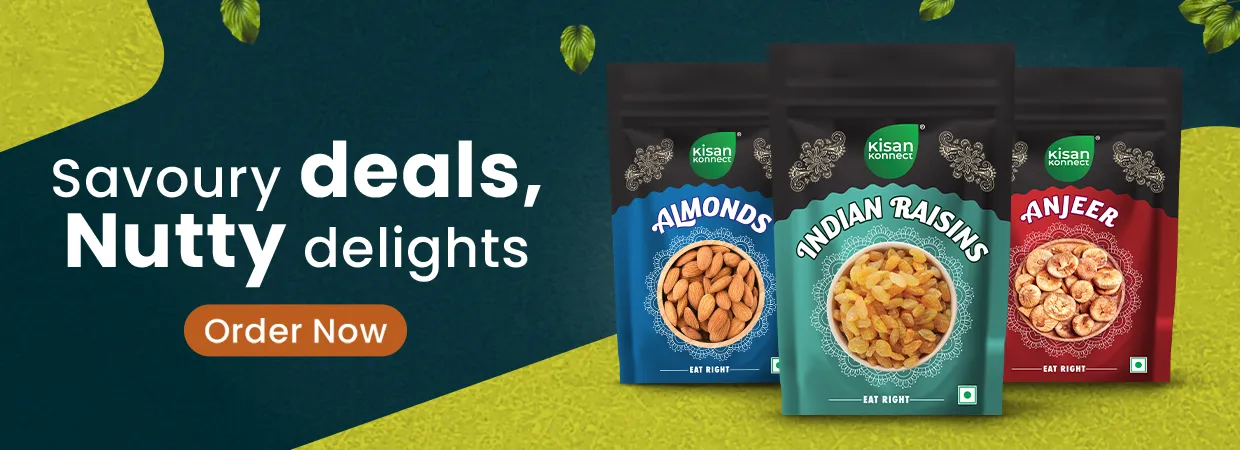 Savoury deals,
Nutty delights
Order Now
Kisan
Konnect
®
ALMONDS
EAT RIGHT
Kisan
Konnect
®
INDIAN RAISINS
EAT RIGHT
Kisan
Konnect
®
ANJEER
EAT RIGHT